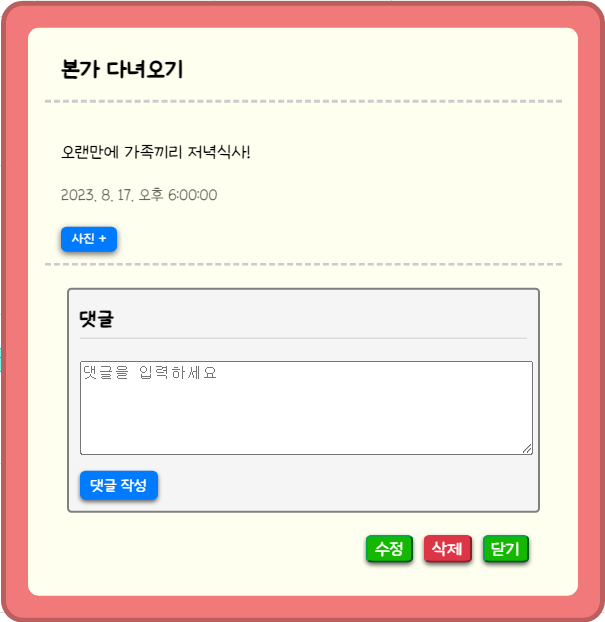 본가 다녀오기
오랜만에 가족끼리 저녁식사!
2023. 8. 17. 오후 6:00:00
사진 +
댓글
댓글을 입력하세요
댓글 작성
수정 삭제 닫기